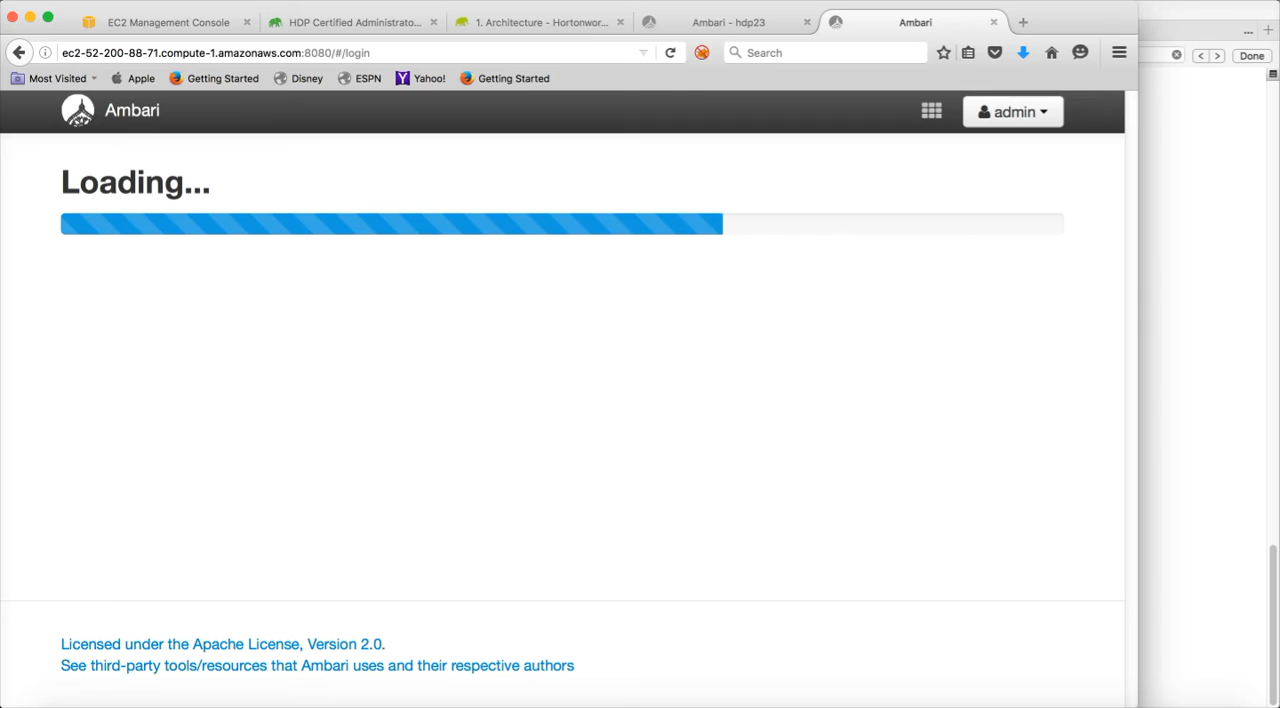 EC2 Management Console
HDP Certified Administrato...
1. Architecture - Hortonwor...
Ambari - hdp23
Ambari
ec2-52-200-88-71.compute-1.amazonaws.com:8080/#/login
Search
Done
Most Visited
Apple
Getting Started
Disney
ESPN
Yahoo!
Getting Started
Ambari
admin
Loading...
Licensed under the Apache License, Version 2.0.
See third-party tools/resources that Ambari uses and their respective authors